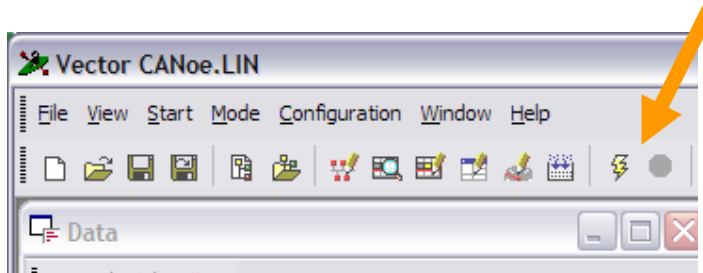 Vector CANoe.LIN
File View Start Mode Configuration Window Help
Data